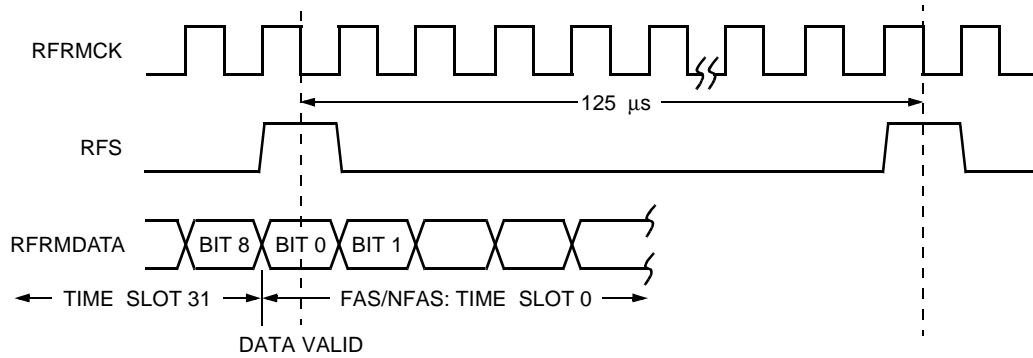 RFRMCK
125 μs
RFS
RFRMDATA
BIT 8
BIT 0
BIT 1
TIME SLOT 31
FAS/NFAS: TIME SLOT 0
DATA VALID